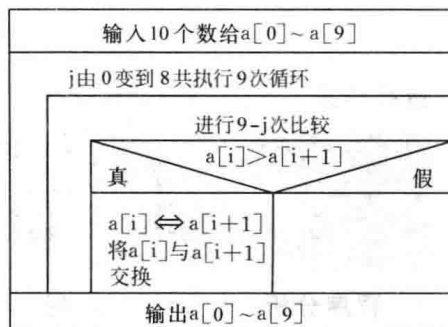 输入10个数给a[0]~a[9]
j由0变到8共执行9次循环
进行9-j次比较
a[i]>a[i+1]
真
假
a[i]⇔a[i+1]
将a[i]与a[i+1]
交换
输出a[0]~a[9]